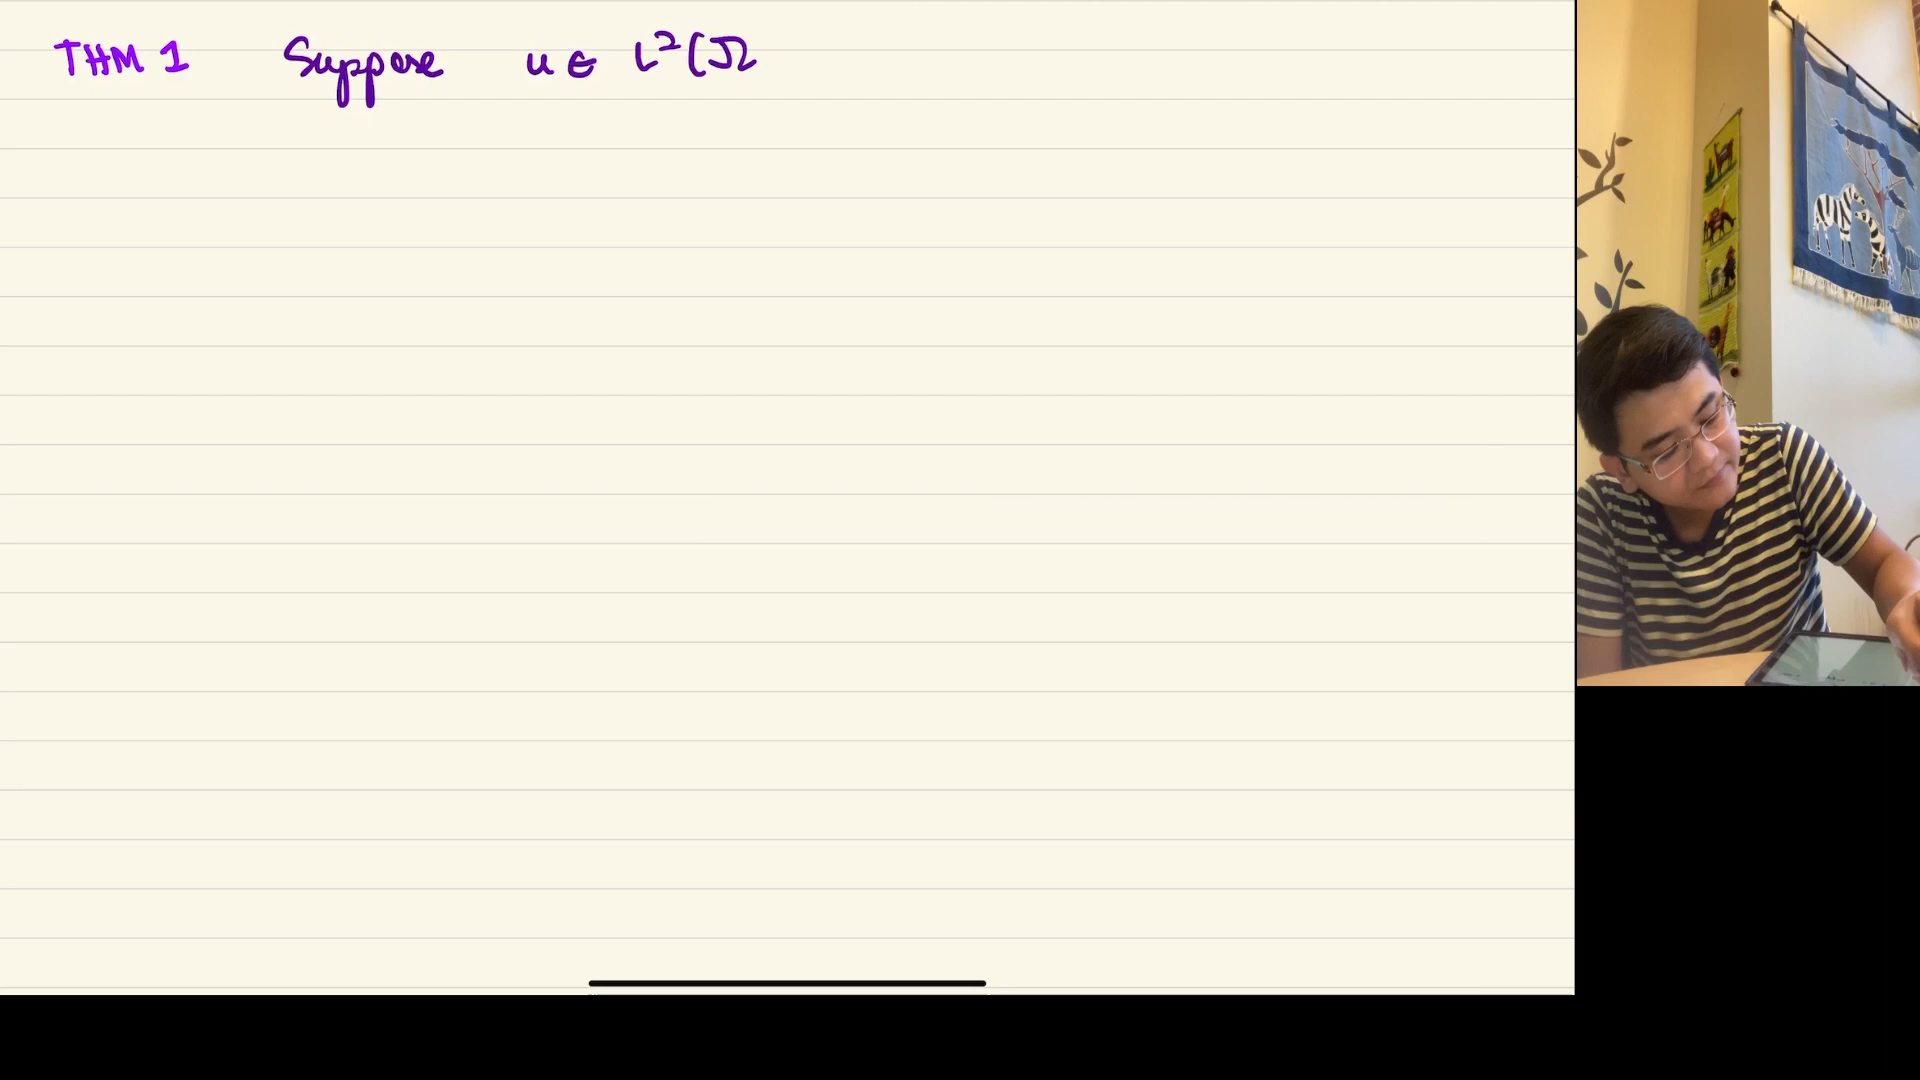 THM 1 Suppose u ∈ L²(Ω